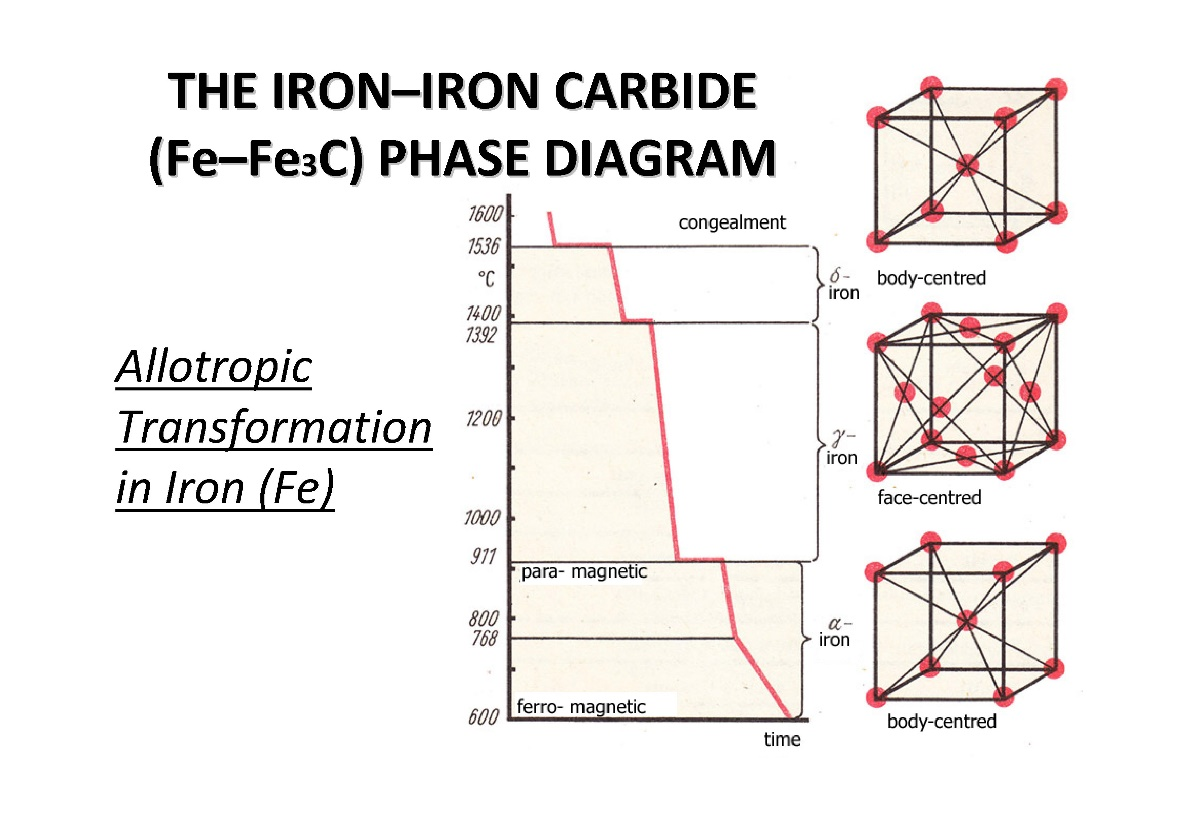 THE IRON–IRON CARBIDE
(Fe–Fe₃C) PHASE DIAGRAM
Allotropic
Transformation
in Iron (Fe)
1600
1536
°C
1400
1392
1200
1000
911
800
768
600
congealment
para- magnetic
ferro- magnetic
time
δ-
iron
γ-
iron
α-
iron
body-centred
face-centred
body-centred